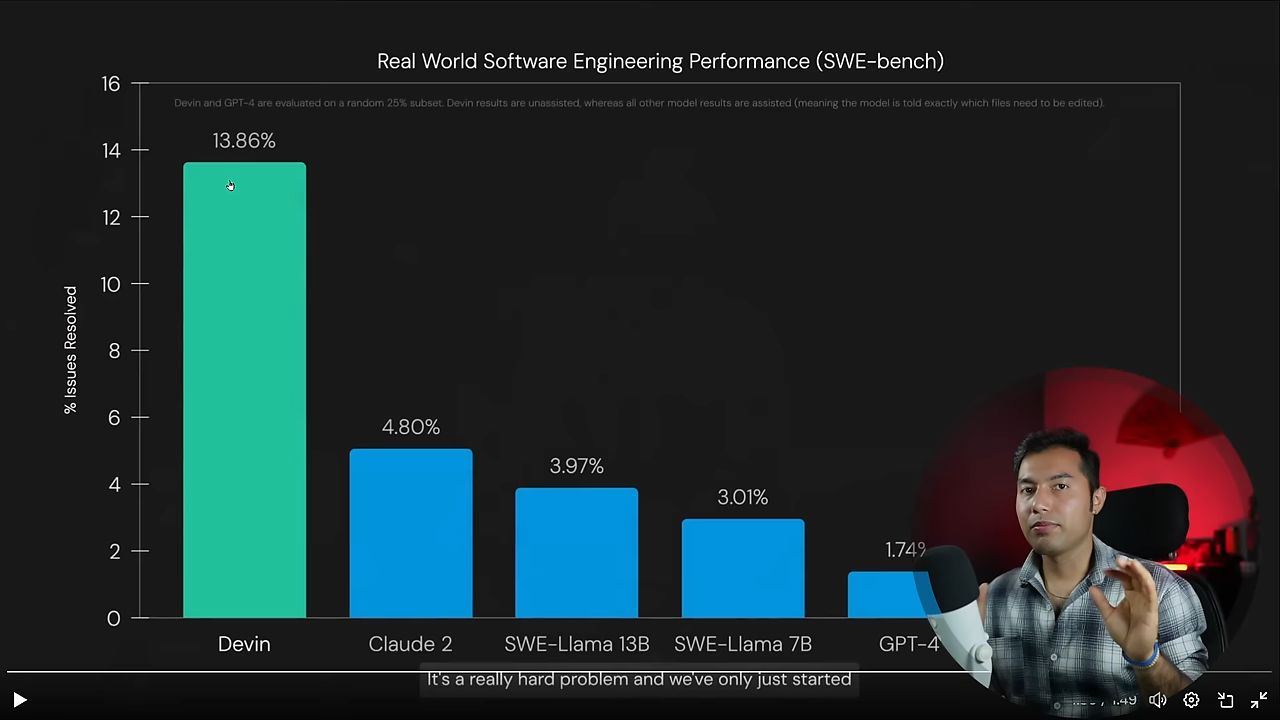 Real World Software Engineering Performance (SWE-bench)
Devin and GPT-4 are evaluated on a random 25% subset. Devin results are unassisted, whereas all other model results are assisted (meaning the model is told exactly which files need to be edited).
16
14
12
10
8
6
4
2
0
% Issues Resolved
13.86%
4.80%
3.97%
3.01%
1.74%
Devin
Claude 2
SWE-Llama 13B
SWE-Llama 7B
GPT-4
It's a really hard problem and we've only just started